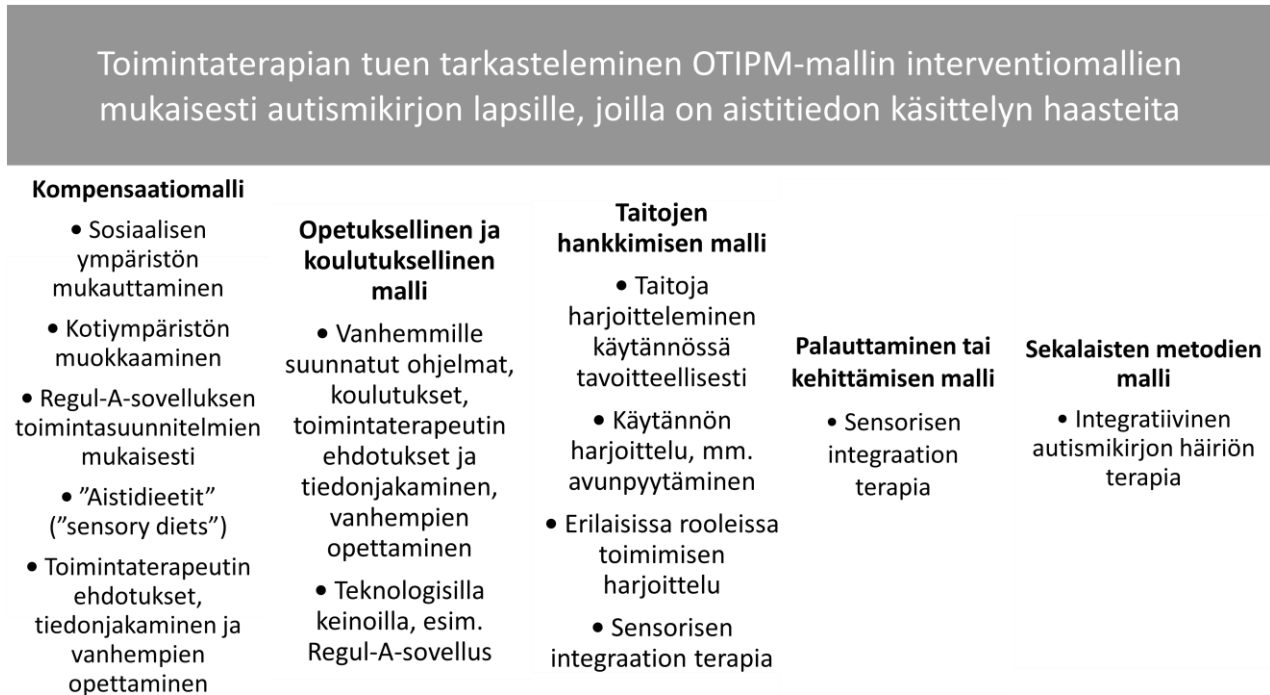 Toimintaterapian tuen tarkasteleminen OTIPM-mallin interventiomallien
mukaisesti autismikirjon lapsille, joilla on aistitiedon käsittelyn haasteita
Kompensaatiomalli
• Sosiaalisen
ympäristön
mukauttaminen
• Kotiympäristön
muokkaaminen
• Regul-A-sovelluksen
toimintasuunnitelmien
mukaisesti
• ”Aistidieetit”
(”sensory diets”)
• Toimintaterapeutin
ehdotukset,
tiedonjakaminen ja
vanhempien
opettaminen
Opetuksellinen ja
koulutuksellinen
malli
• Vanhemmille
suunnatut ohjelmat,
koulutukset,
toimintaterapeutin
ehdotukset ja
tiedonjakaminen,
vanhempien
opettaminen
• Teknologisilla
keinoilla, esim.
Regul-A-sovellus
Taitojen
hankkimisen malli
• Taitoja
harjoitteleminen
käytännössä
tavoitteellisesti
• Käytännön
harjoittelu, mm.
avunpyytäminen
• Erilaisissa rooleissa
toimimisen
harjoittelu
• Sensorisen
integraation terapia
Palauttaminen tai
kehittämisen malli
• Sensorisen
integraation
terapia
Sekalaisten metodien
malli
• Integratiivinen
autismikirjon häiriön
terapia